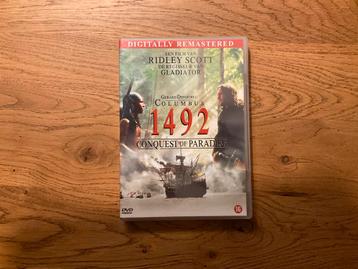 DIGITALLY REMASTERED
EEN FILM VAN
RIDLEY SCOTT
DE REGISSEUR VAN
GLADIATOR
GERARD DEPARDIEU
COLUMBUS
1492
CONQUEST OF PARADISE
DVD
16